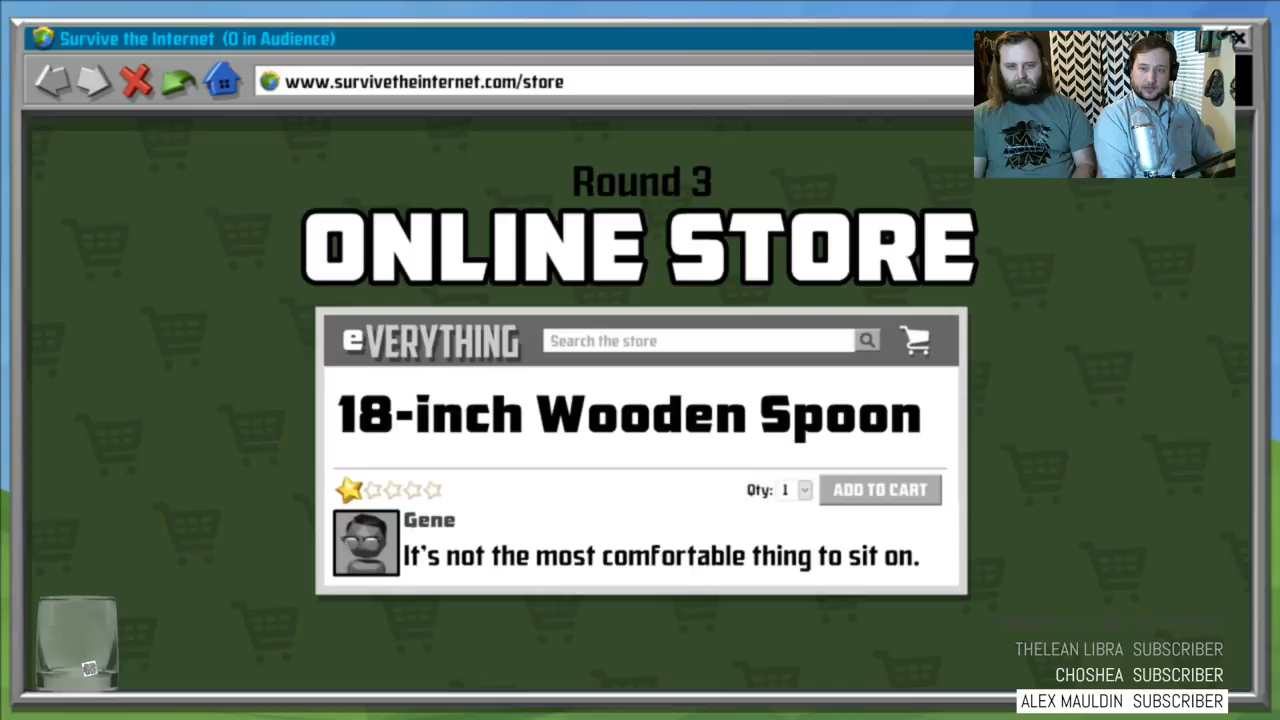 Survive the Internet (0 in Audience)
www.survivetheinternet.com/store
Round 3
ONLINE STORE
eVERYTHING
Search the store
18-inch Wooden Spoon
Qty: 1
ADD TO CART
Gene
It's not the most comfortable thing to sit on.
THELEAN LIBRA SUBSCRIBER
CHOSHEA SUBSCRIBER
ALEX MAULDIN SUBSCRIBER